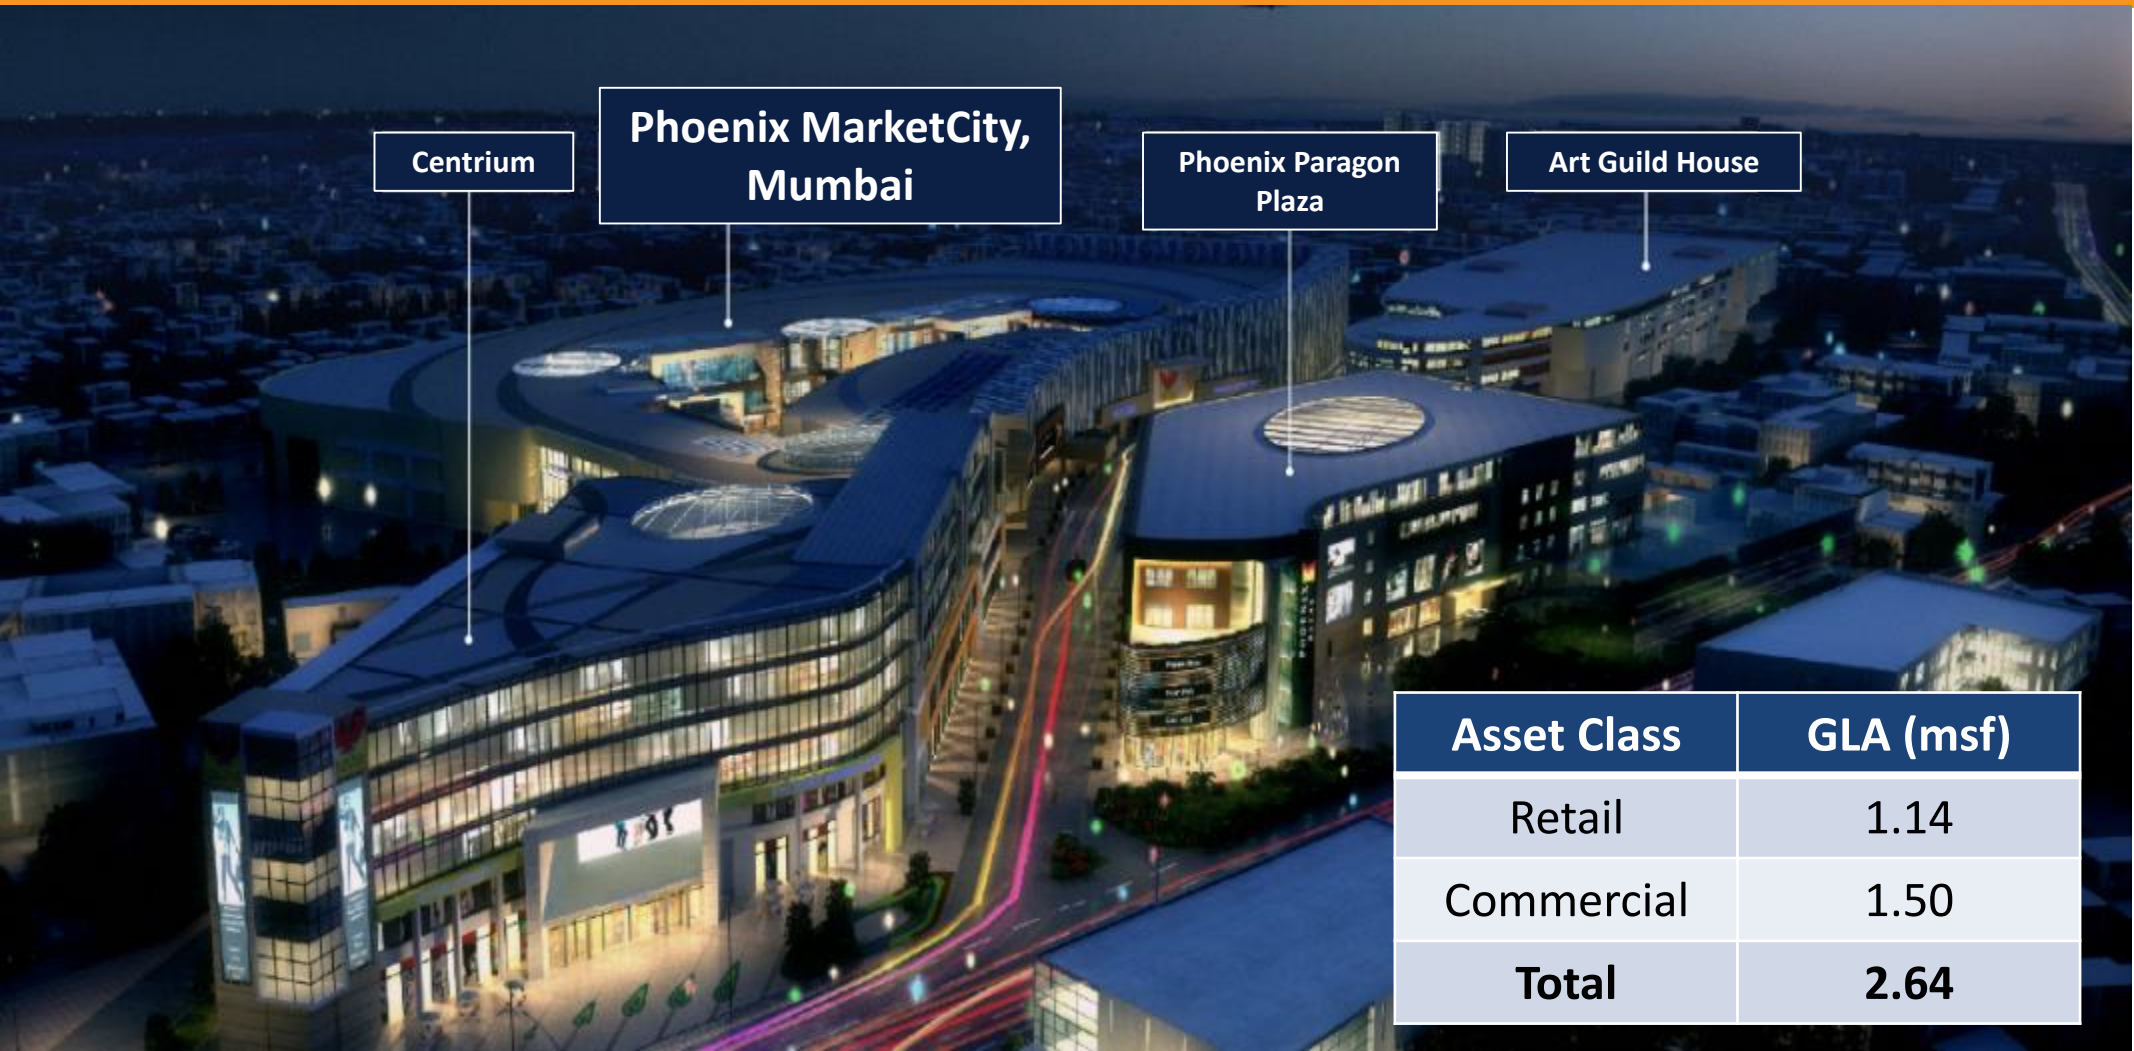 Centrium
Phoenix MarketCity,
Mumbai
Phoenix Paragon
Plaza
Art Guild House
PHOENIX
Asset Class GLA (msf)
Retail 1.14
Commercial 1.50
Total 2.64